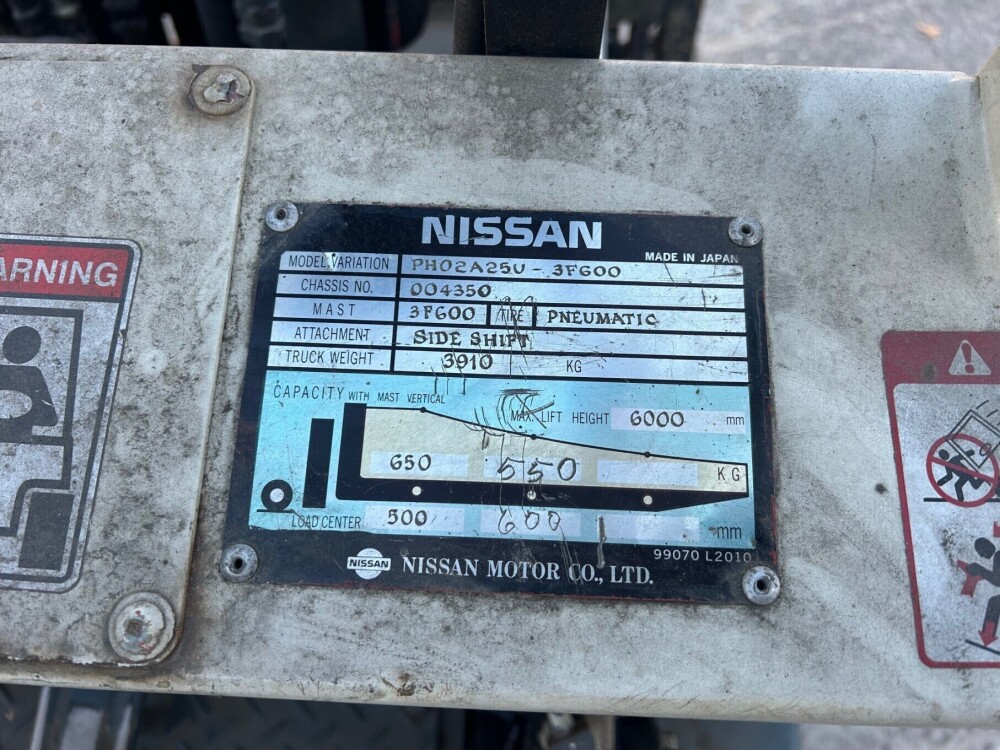 NISSAN
MADE IN JAPAN
MODEL VARIATION PH02A25U-3F600
CHASSIS NO. 004350
MAST 3F600 TIRE PNEUMATIC
ATTACHMENT SIDE SHIFT
TRUCK WEIGHT 3910 KG
CAPACITY WITH MAST VERTICAL
MAX. LIFT HEIGHT 6000 mm
650 550 KG
LOAD CENTER 500 600 mm
99070 L2010
NISSAN NISSAN MOTOR CO., LTD.
ARNING